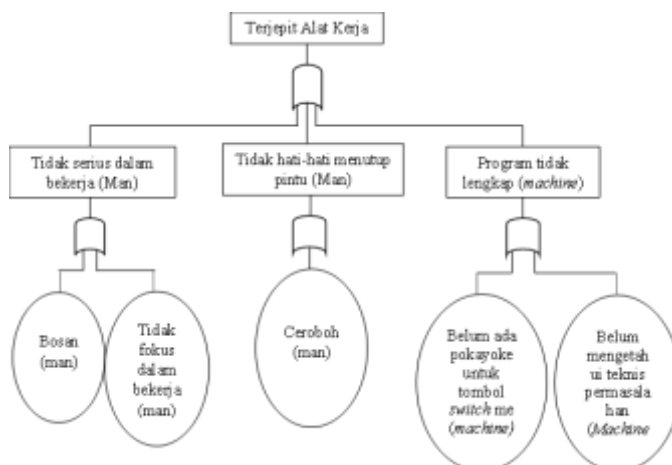 Terjepit Alat Kerja
Tidak serius dalam
bekerja (Man)
Tidak hati-hati menutup
pintu (Man)
Program tidak
lengkap (machine)
Bosan
(man)
Tidak
fokus
dalam
bekerja
(man)
Ceroboh
(man)
Belum ada
pokayoke
untuk
tombol
switch me
(machine)
Belum
mengetah
ui teknis
permasala
han
(Machine